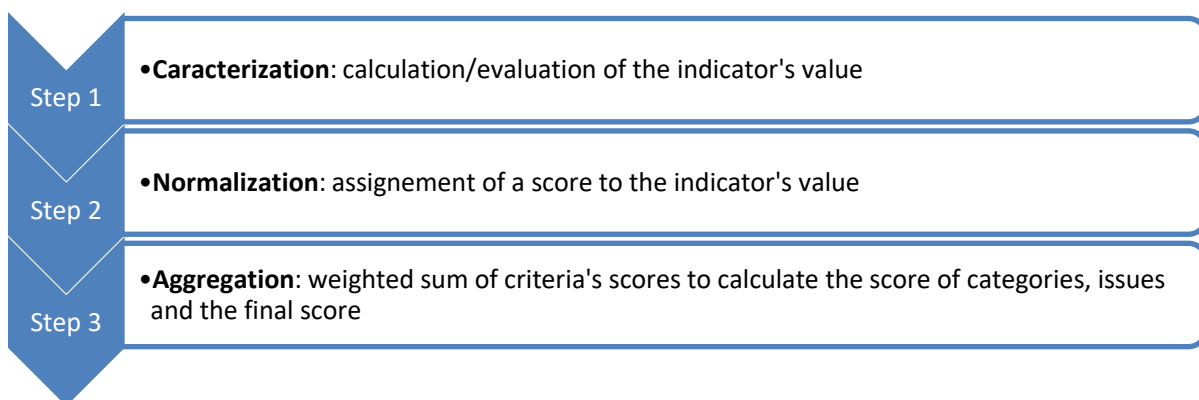 Step 1
•Caracterization: calculation/evaluation of the indicator's value
Step 2
•Normalization: assignement of a score to the indicator's value
Step 3
•Aggregation: weighted sum of criteria's scores to calculate the score of categories, issues
and the final score